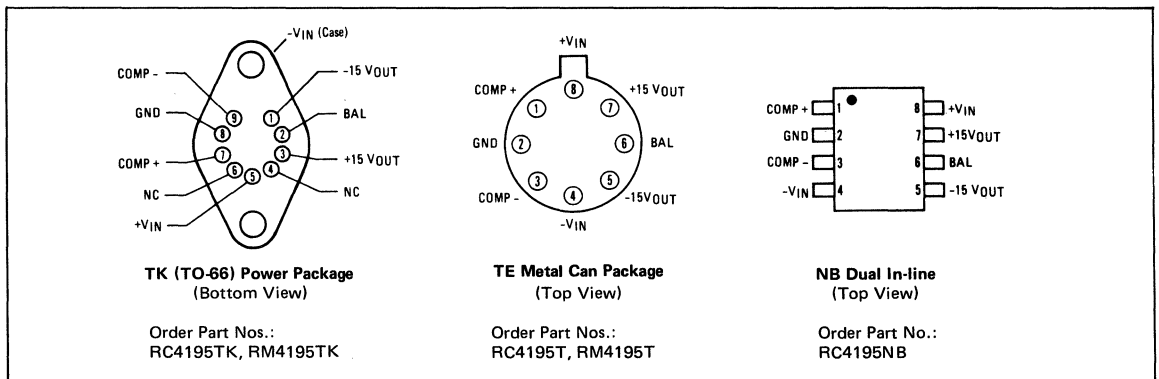 -VIN (Case)
COMP -
-15 VOUT
GND
BAL
COMP +
+15 VOUT
NC
NC
+VIN
9
1
8
2
7
3
6
5
4
TK (TO-66) Power Package
(Bottom View)
Order Part Nos.:
RC4195TK, RM4195TK
+VIN
COMP +
+15 VOUT
GND
BAL
COMP -
-15VOUT
-VIN
8
1
7
2
6
3
5
4
TE Metal Can Package
(Top View)
Order Part Nos.:
RC4195T, RM4195T
COMP + 1 8 +VIN
GND 2 7 +15VOUT
COMP - 3 6 BAL
-VIN 4 5 -15 VOUT
NB Dual In-line
(Top View)
Order Part No.:
RC4195NB